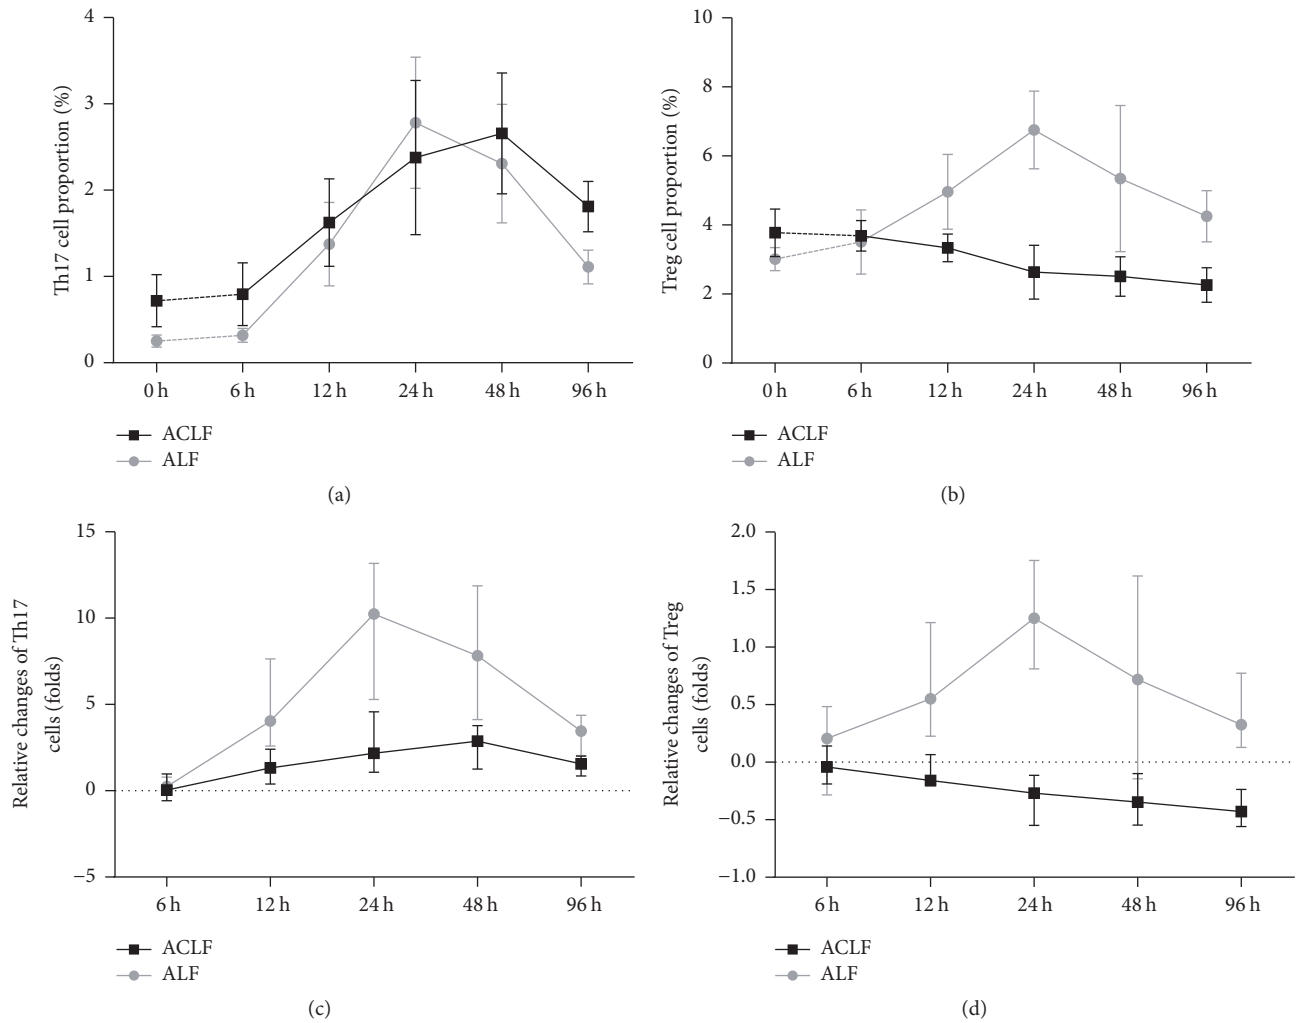 Th17 cell proportion (%)
4
3
2
1
0
0 h 6 h 12 h 24 h 48 h 96 h
ACLF
ALF
(a)
Treg cell proportion (%)
10
8
6
4
2
0
0 h 6 h 12 h 24 h 48 h 96 h
ACLF
ALF
(b)
Relative changes of Th17
cells (folds)
15
10
5
0
−5
6 h 12 h 24 h 48 h 96 h
ACLF
ALF
(c)
Relative changes of Treg
cells (folds)
2.0
1.5
1.0
0.5
0.0
−0.5
−1.0
6 h 12 h 24 h 48 h 96 h
ACLF
ALF
(d)